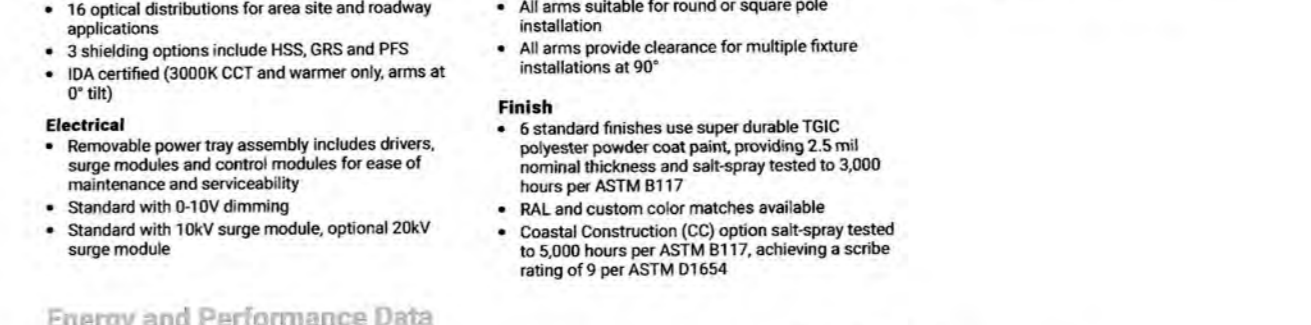 • 16 optical distributions for area site and roadway
applications
• 3 shielding options include HSS, GRS and PFS
• IDA certified (3000K CCT and warmer only, arms at
0° tilt)
Electrical
• Removable power tray assembly includes drivers,
surge modules and control modules for ease of
maintenance and serviceability
• Standard with 0-10V dimming
• Standard with 10kV surge module, optional 20kV
surge module
• All arms suitable for round or square pole
installation
• All arms provide clearance for multiple fixture
installations at 90°
Finish
• 6 standard finishes use super durable TGIC
polyester powder coat paint, providing 2.5 mil
nominal thickness and salt-spray tested to 3,000
hours per ASTM B117
• RAL and custom color matches available
• Coastal Construction (CC) option salt-spray tested
to 5,000 hours per ASTM B117, achieving a scribe
rating of 9 per ASTM D1654
Energy and Performance Data